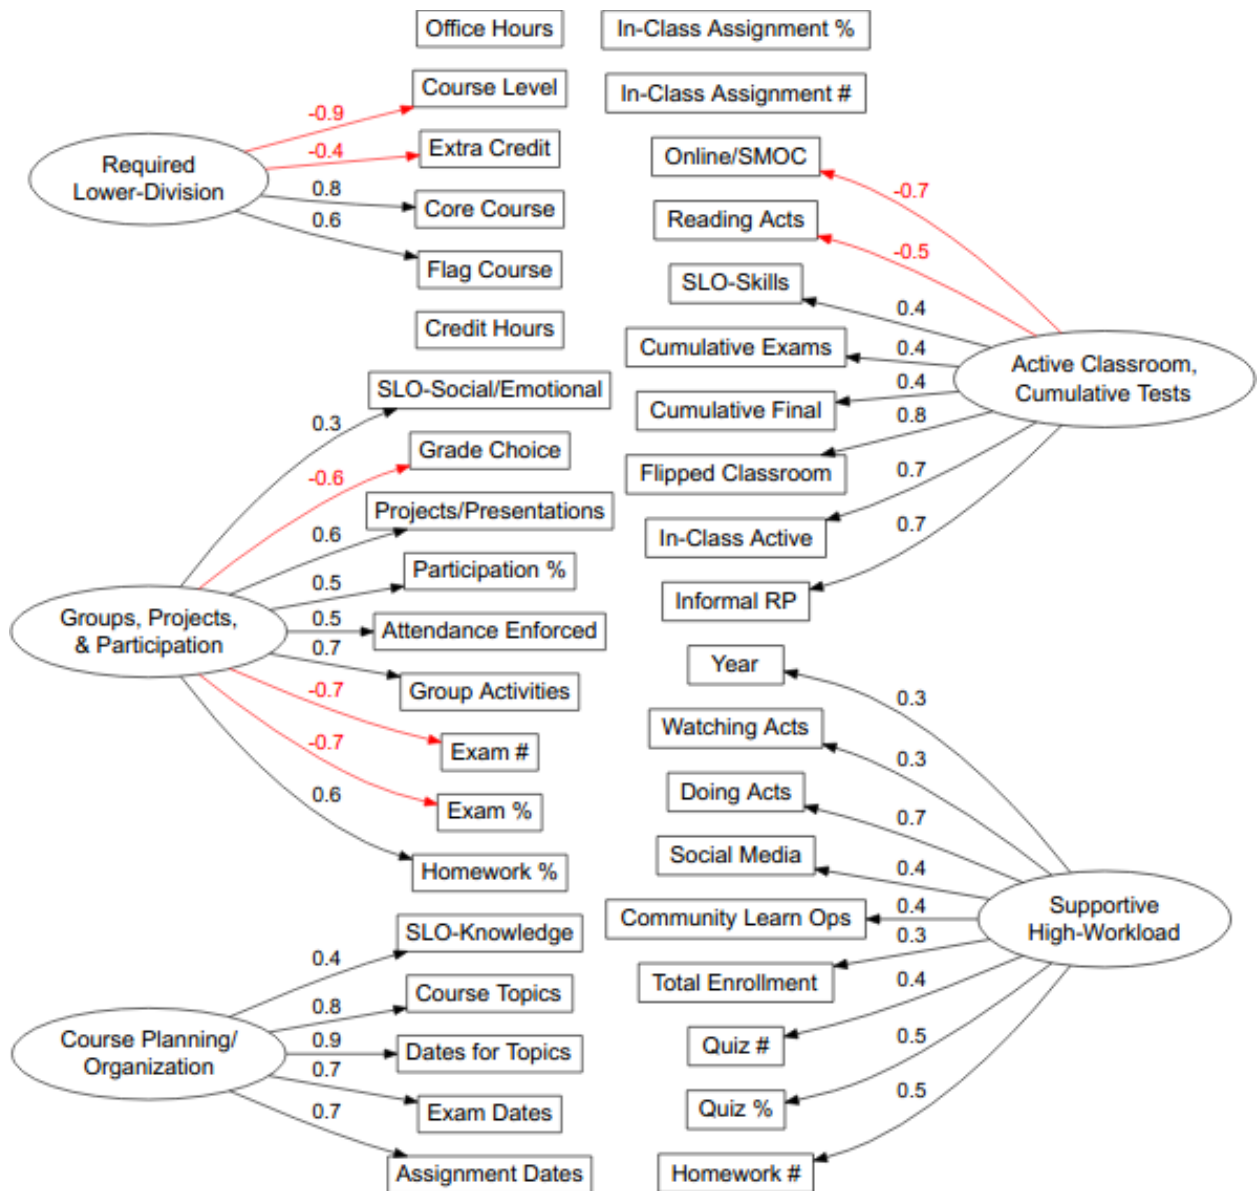 Office Hours
In-Class Assignment %
Course Level
In-Class Assignment #
-0.9
Required
Lower-Division
-0.4
Extra Credit
0.8
Core Course
0.6
Flag Course
Credit Hours
Online/SMOC
-0.7
Reading Acts
-0.5
SLO-Skills
0.4
Cumulative Exams
0.4
Active Classroom,
Cumulative Tests
0.4
Cumulative Final
0.8
Flipped Classroom
0.7
In-Class Active
0.7
Informal RP
SLO-Social/Emotional
0.3
Grade Choice
-0.6
Projects/Presentations
0.6
Participation %
0.5
Groups, Projects,
& Participation
0.5
Attendance Enforced
0.7
Group Activities
-0.7
Exam #
-0.7
Exam %
0.6
Homework %
Year
0.3
Watching Acts
0.3
Doing Acts
0.7
Social Media
0.4
Supportive
High-Workload
0.4
Community Learn Ops
0.3
Total Enrollment
0.4
Quiz #
0.5
Quiz %
0.5
Homework #
SLO-Knowledge
0.4
Course Topics
0.8
Course Planning/
Organization
0.9
Dates for Topics
0.7
Exam Dates
0.7
Assignment Dates